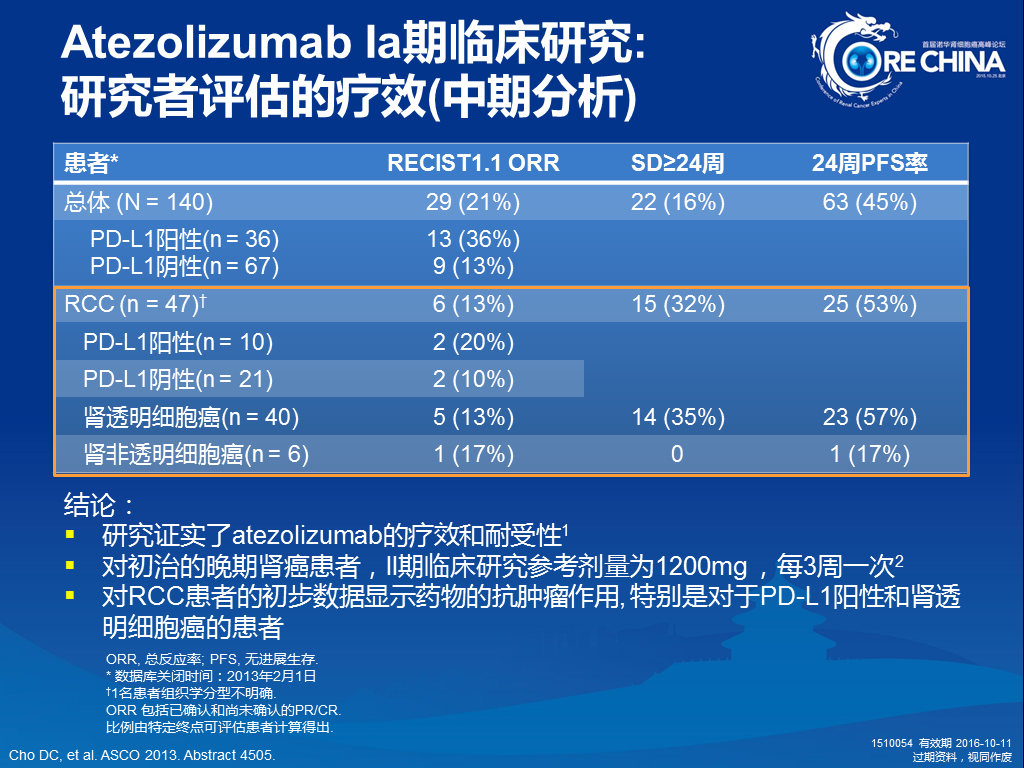 Atezolizumab Ia期临床研究:
研究者评估的疗效(中期分析)
首届诺华肾细胞癌高峰论坛
CORE CHINA
2015.10.25 北京
Conference of Renal Cancer Experts in China
患者* RECIST1.1 ORR SD≥24周 24周PFS率
总体 (N = 140) 29 (21%) 22 (16%) 63 (45%)
PD-L1阳性(n = 36) 13 (36%)
PD-L1阴性(n = 67) 9 (13%)
RCC (n = 47)† 6 (13%) 15 (32%) 25 (53%)
PD-L1阳性(n = 10) 2 (20%)
PD-L1阴性(n = 21) 2 (10%)
肾透明细胞癌(n = 40) 5 (13%) 14 (35%) 23 (57%)
肾非透明细胞癌(n = 6) 1 (17%) 0 1 (17%)
结论：
▪ 研究证实了atezolizumab的疗效和耐受性1
▪ 对初治的晚期肾癌患者，II期临床研究参考剂量为1200mg，每3周一次2
▪ 对RCC患者的初步数据显示药物的抗肿瘤作用, 特别是对于PD-L1阳性和肾透
明细胞癌的患者
ORR, 总反应率; PFS, 无进展生存.
* 数据库关闭时间：2013年2月1日
†1名患者组织学分型不明确.
ORR 包括已确认和尚未确认的PR/CR.
比例由特定终点可评估患者计算得出.
Cho DC, et al. ASCO 2013. Abstract 4505.
1510054 有效期 2016-10-11
过期资料，视同作废